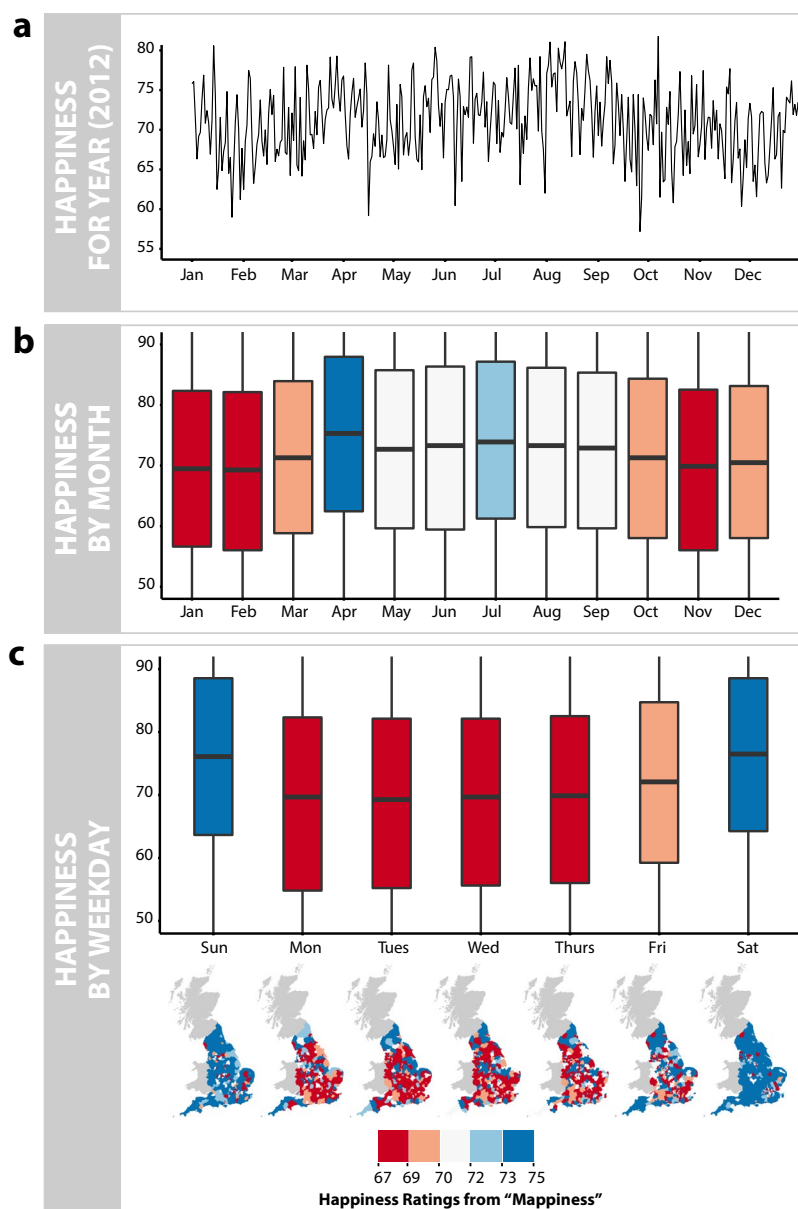 a
HAPPINESS
FOR YEAR (2012)
80
75
70
65
60
55
Jan Feb Mar Apr May Jun Jul Aug Sep Oct Nov Dec
b
HAPPINESS
BY MONTH
90
80
70
60
50
Jan Feb Mar Apr May Jun Jul Aug Sep Oct Nov Dec
c
HAPPINESS
BY WEEKDAY
90
80
70
60
50
Sun Mon Tues Wed Thurs Fri Sat
67 69 70 72 73 75
Happiness Ratings from “Mappiness”